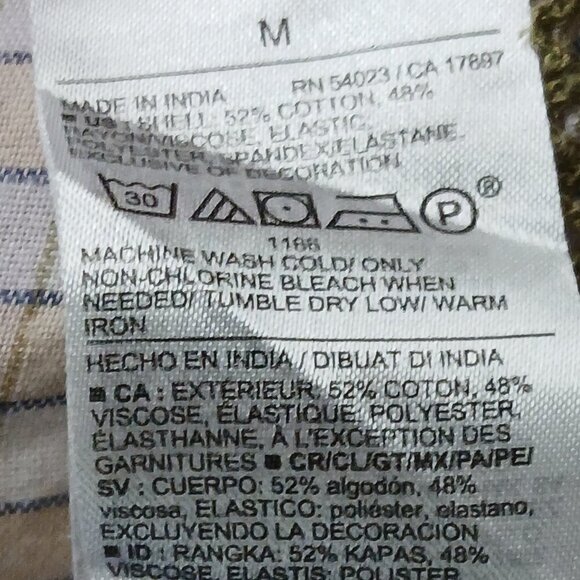 M
RN 54023 / CA 17897
MADE IN INDIA
■ US : SHELL: 52% COTTON, 48%
RAYON/VISCOSE, ELASTIC:
POLYESTER, SPANDEX/ELASTANE.
EXCLUSIVE OF DECORATION
30 P ®
1186
MACHINE WASH COLD/ ONLY
NON-CHLORINE BLEACH WHEN
NEEDED/ TUMBLE DRY LOW/ WARM
IRON
HECHO EN INDIA / DIBUAT DI INDIA
■ CA : EXTÉRIEUR: 52% COTON, 48%
VISCOSE, ÉLASTIQUE: POLYESTER,
ÉLASTHANNE, À L'EXCEPTION DES
GARNITURES ■ CR/CL/GT/MX/PA/PE/
SV : CUERPO: 52% algodón, 48%
viscosa, ELASTICO: poliéster, elastano,
EXCLUYENDO LA DECORACION
■ ID : RANGKA: 52% KAPAS, 48%
VISCOSE, ELASTIS: POLISTER